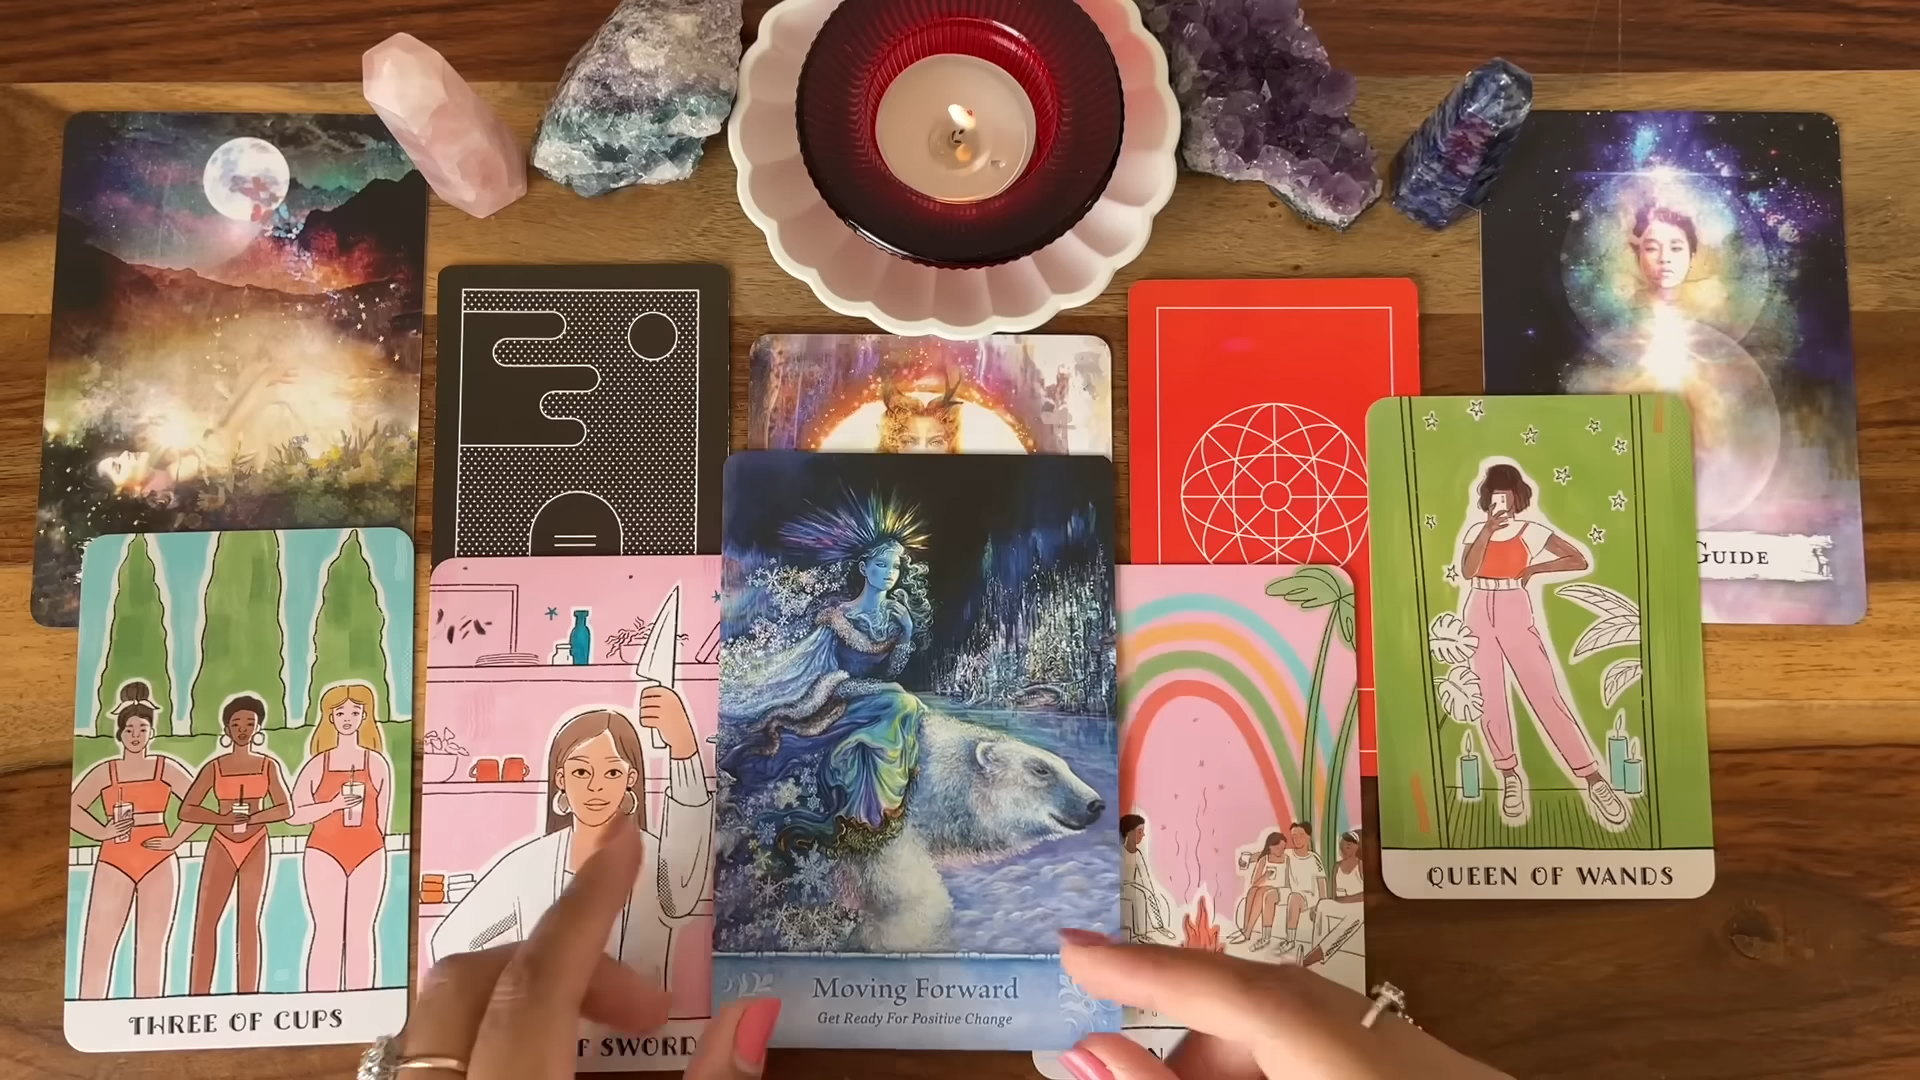 GUIDE
QUEEN OF WANDS
Moving Forward
Get Ready For Positive Change
THREE OF CUPS
F SWORD